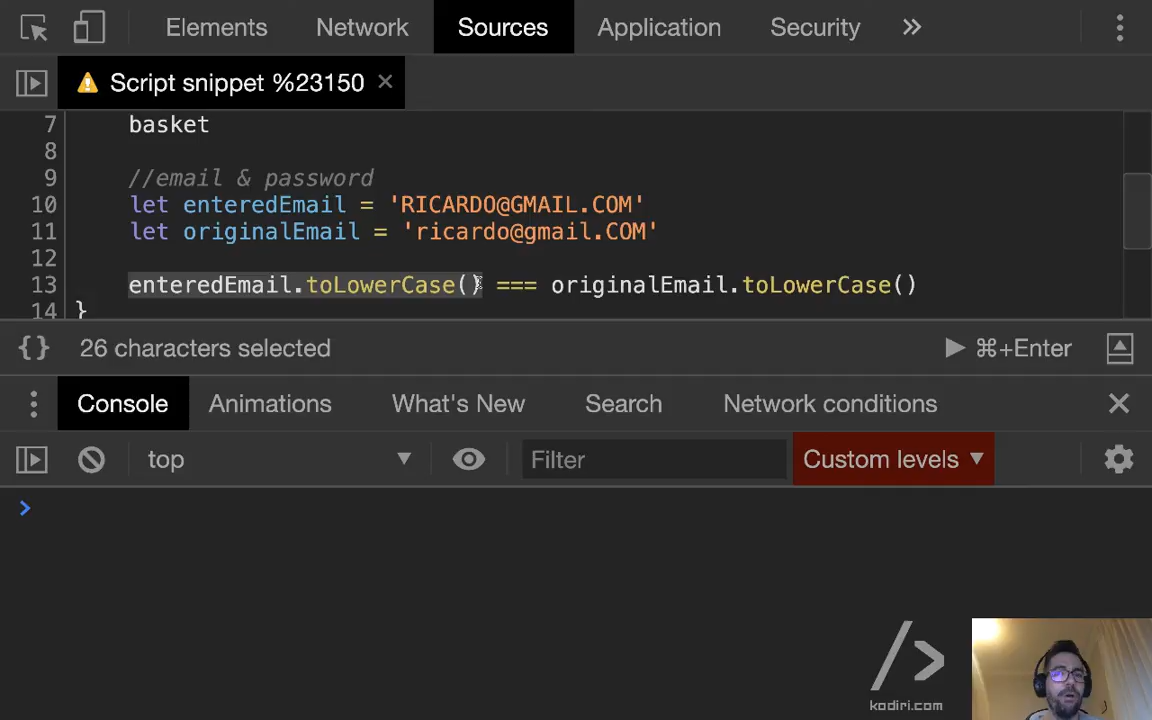 Elements Network Sources Application Security »
Script snippet %23150 ×
7 basket
8
9 //email & password
10 let enteredEmail = 'RICARDO@GMAIL.COM'
11 let originalEmail = 'ricardo@gmail.COM'
12
13 enteredEmail.toLowerCase() === originalEmail.toLowerCase()
14 }
{} 26 characters selected ⌘+Enter
Console Animations What's New Search Network conditions
top Filter Custom levels
>
/>
kodiri.com